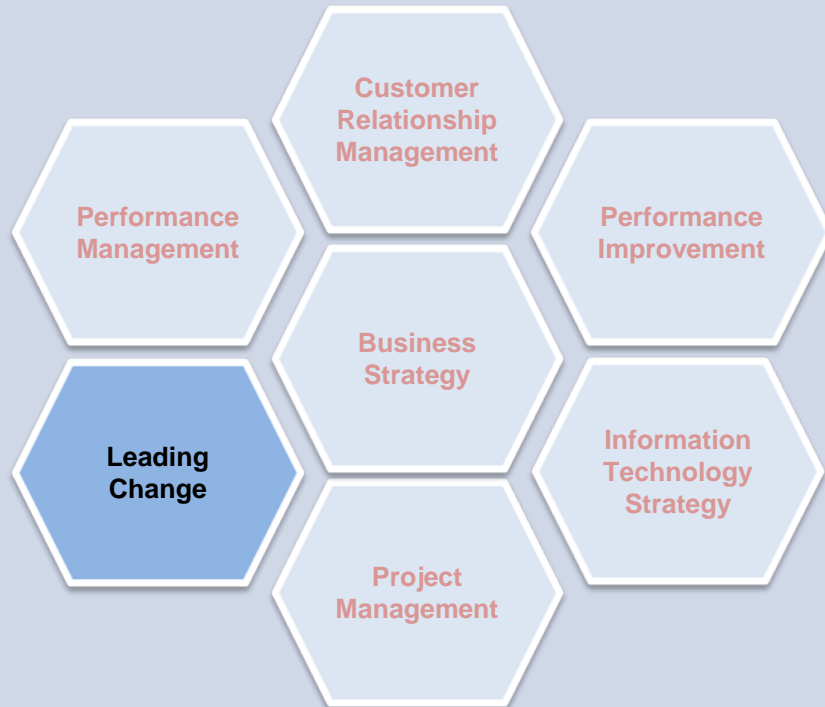 Customer
Relationship
Management
Performance
Management
Performance
Improvement
Business
Strategy
Leading
Change
Information
Technology
Strategy
Project
Management